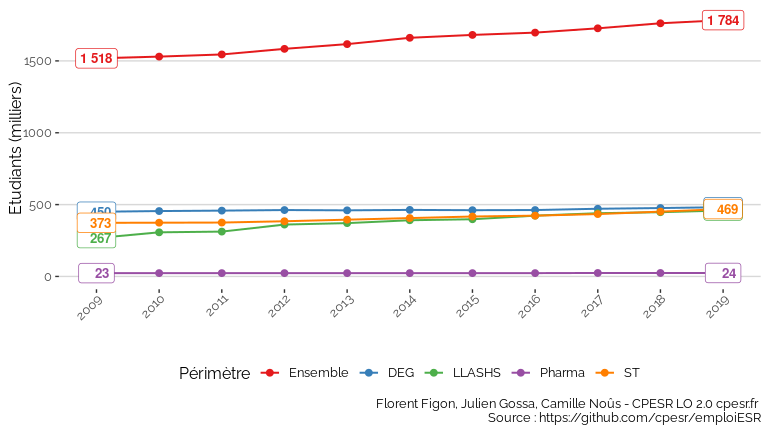 1 784
1 518
1500
Etudiants (milliers)
1000
500
450
373
469
267
0
23
24
2009 2010 2011 2012 2013 2014 2015 2016 2017 2018 2019
Périmètre Ensemble DEG LLASHS Pharma ST
Florent Figon, Julien Gossa, Camille Noûs - CPESR LO 2.0 cpesr.fr
Source : https://github.com/cpesr/emploiESR